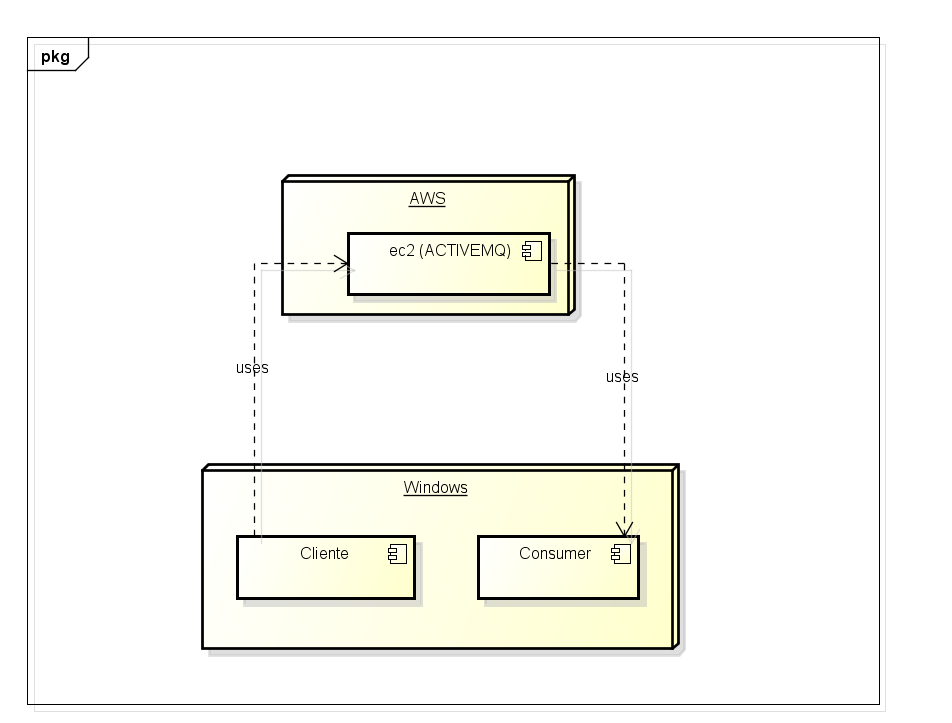 pkg
AWS
ec2 (ACTIVEMQ)
uses
uses
Windows
Cliente
Consumer